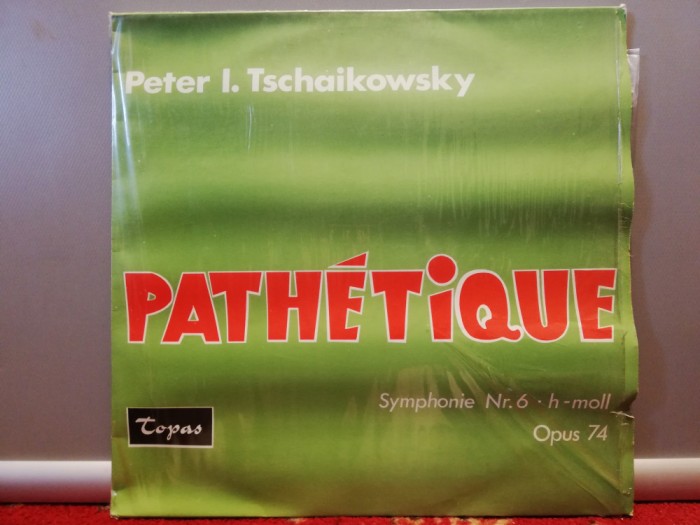 Peter I. Tschaikowsky
PATHÉTiQUE
Symphonie Nr. 6 · h-moll
Opus 74
Topas